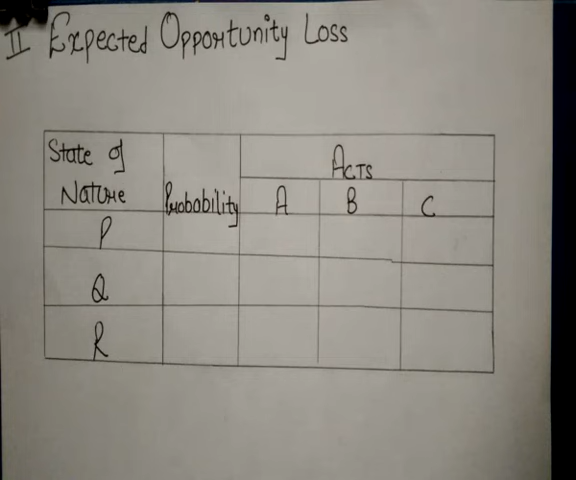 II Expected Opportunity Loss
State of Nature Probability Acts
A B C
P
Q
R